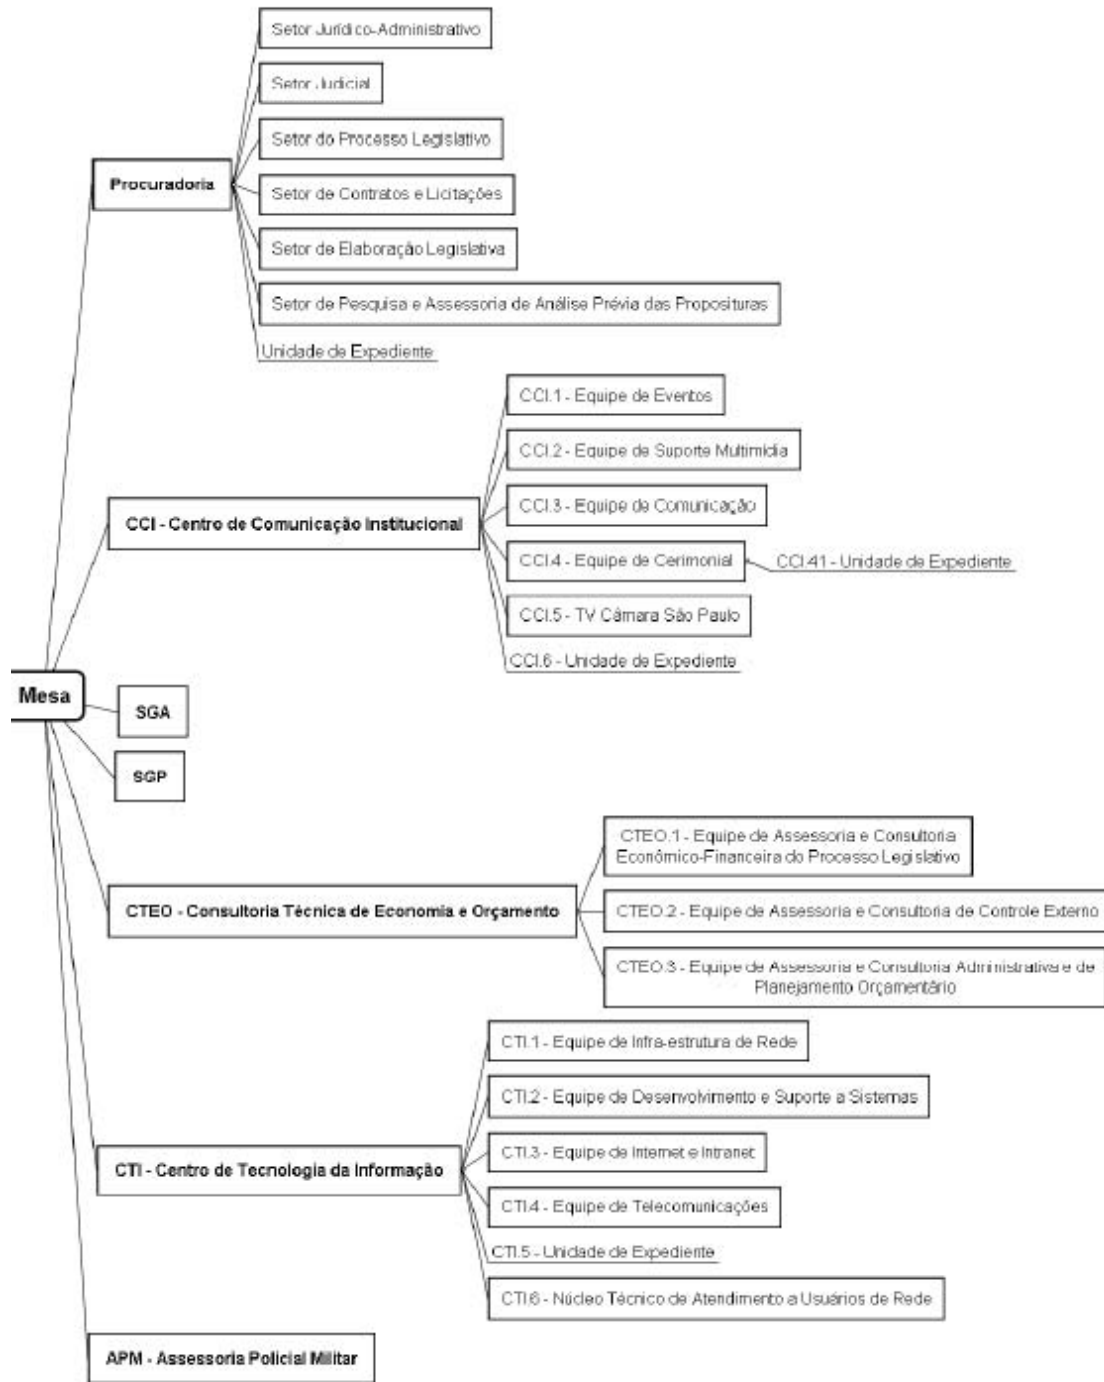 Setor Jurídico-Administrativo
Setor Judicial
Setor do Processo Legislativo
Procuradoria
Setor de Contratos e Licitações
Setor de Elaboração Legislativa
Setor de Pesquisa e Assessoria de Análise Prévia das Proposituras
Unidade de Expediente
CCI.1 - Equipe de Eventos
CCI.2 - Equipe de Suporte Multimídia
CCI.3 - Equipe de Comunicação
CCI - Centro de Comunicação Institucional
CCI.4 - Equipe de Cerimonial
CCI.41 - Unidade de Expediente
CCI.5 - TV Câmara São Paulo
CCI.6 - Unidade de Expediente
Mesa
SGA
SGP
CTEO.1 - Equipe de Assessoria e Consultoria
Econômico-Financeira do Processo Legislativo
CTEO - Consultoria Técnica de Economia e Orçamento
CTEO.2 - Equipe de Assessoria e Consultoria de Controle Externo
CTEO.3 - Equipe de Assessoria e Consultoria Administrativa e de
Planejamento Orçamentário
CTI.1 - Equipe de Infra-estrutura de Rede
CTI.2 - Equipe de Desenvolvimento e Suporte a Sistemas
CTI.3 - Equipe de Internet e Intranet
CTI - Centro de Tecnologia da Informação
CTI.4 - Equipe de Telecomunicações
CTI.5 - Unidade de Expediente
CTI.6 - Núcleo Técnico de Atendimento a Usuários de Rede
APM - Assessoria Policial Militar